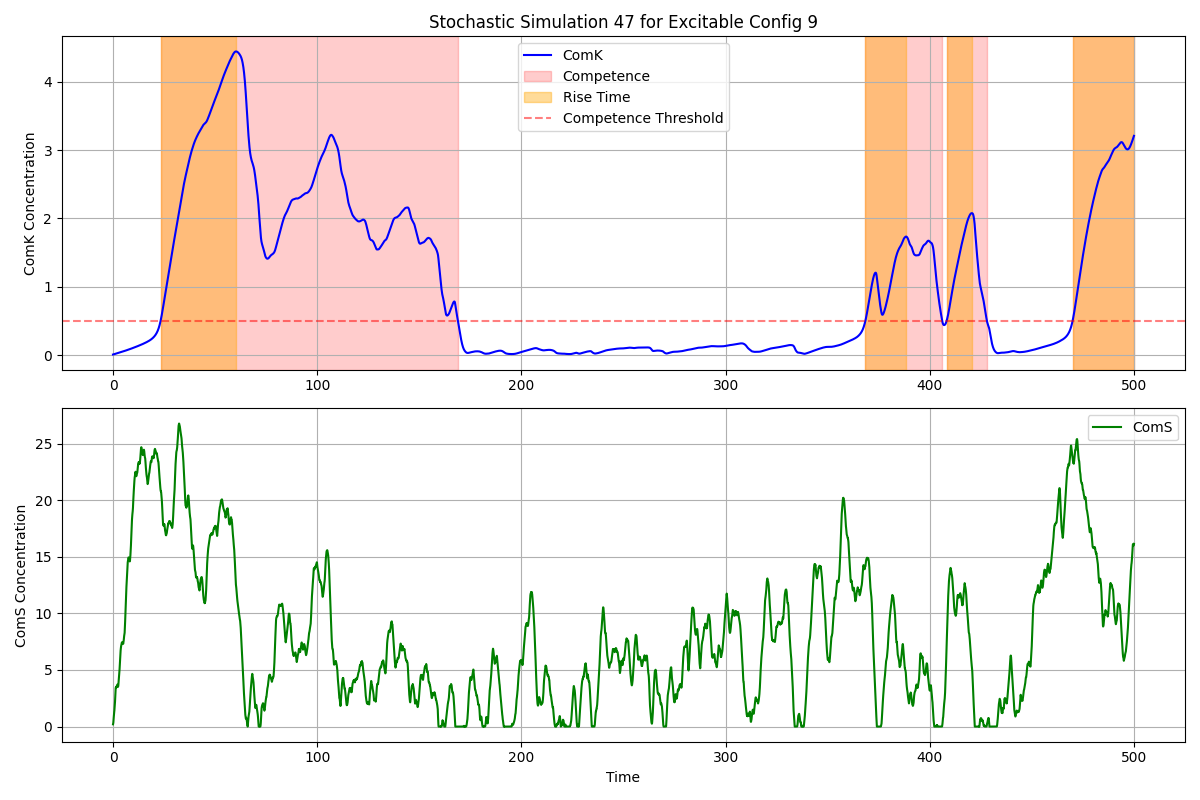 Stochastic Simulation 47 for Excitable Config 9
ComK
Competence
Rise Time
Competence Threshold
ComK Concentration
4
3
2
1
0
0 100 200 300 400 500
ComS
ComS Concentration
25
20
15
10
5
0
0 100 200 300 400 500
Time